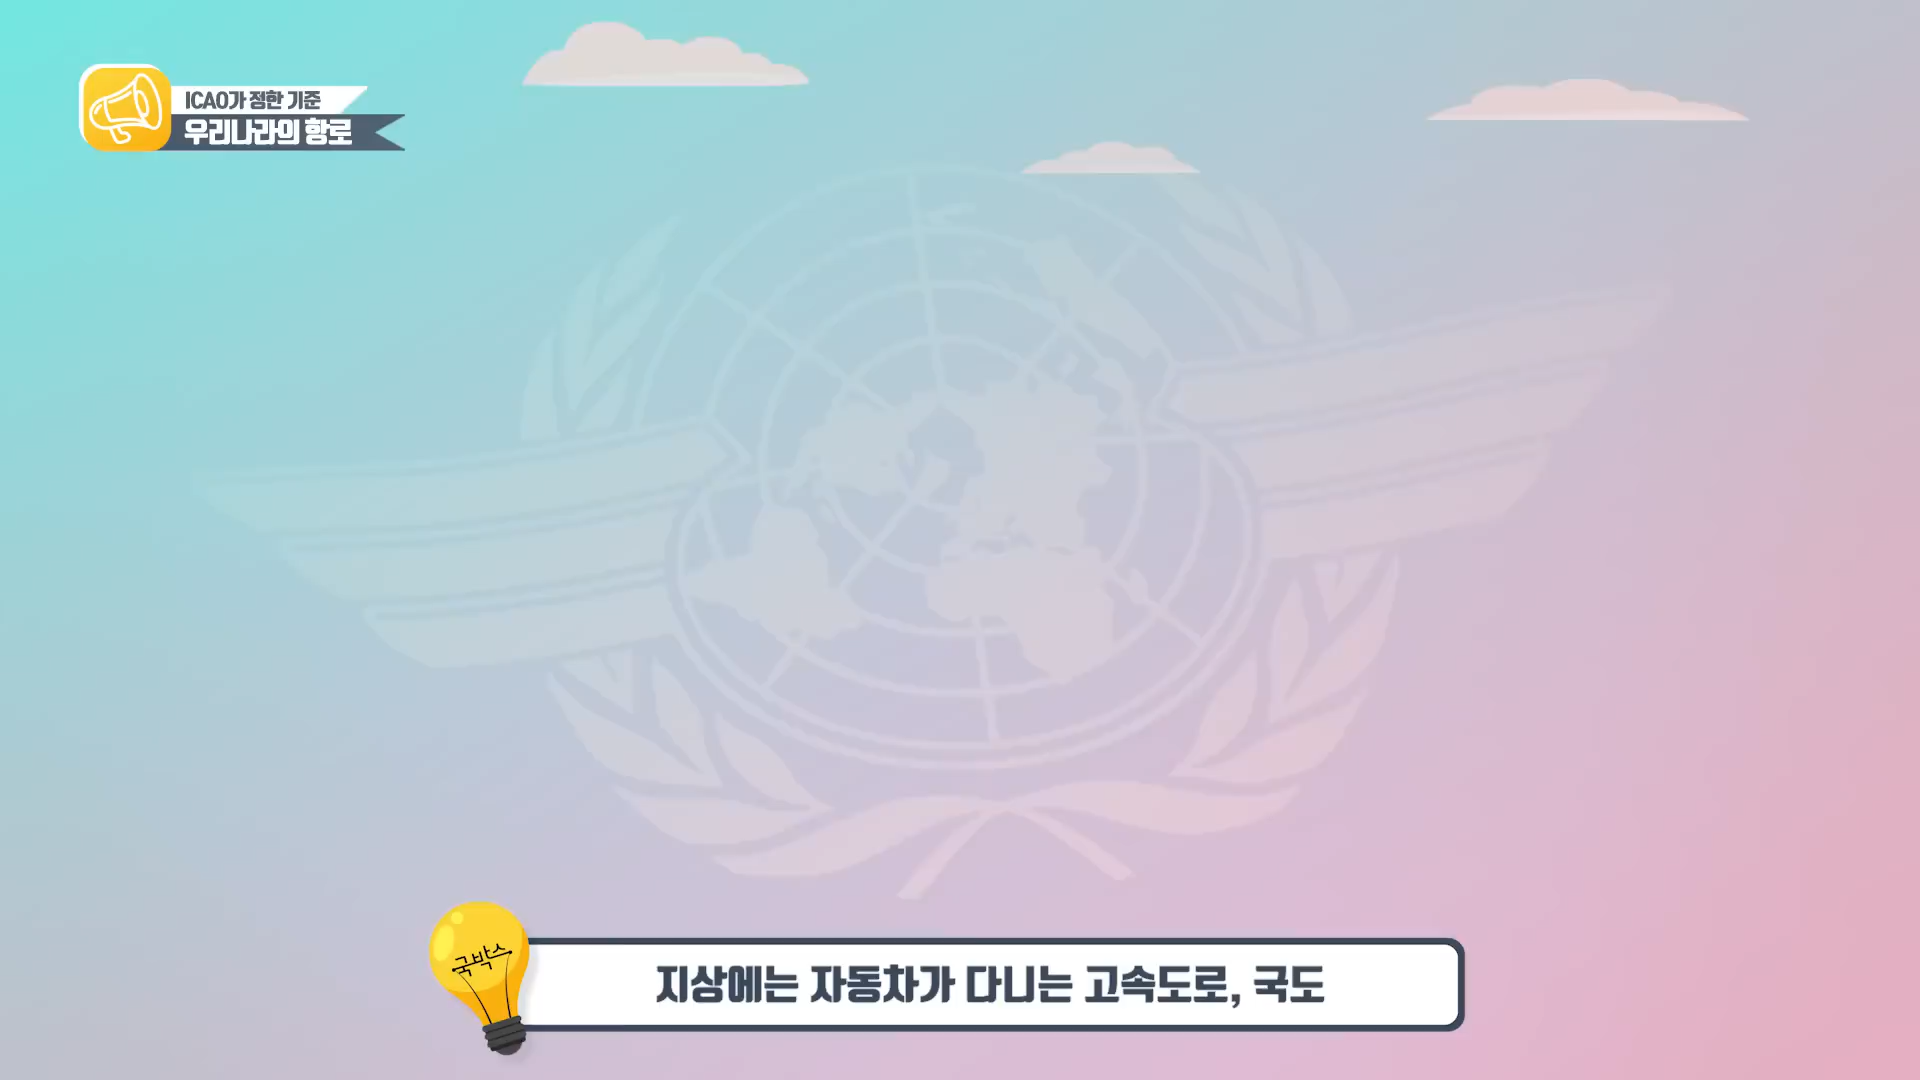 ICAO가 정한 기준
우리나라의 항로
국박스
지상에는 자동차가 다니는 고속도로, 국도